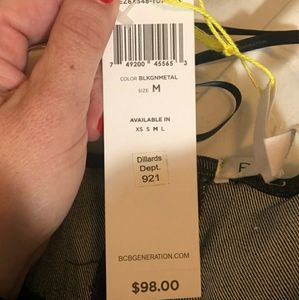 7 49200 45565 3
COLOR BLKGNMETAL
SIZE M
AVAILABLE IN
XS S M L
Dillards
Dept.
921
BCBGENERATION.COM
$98.00
F